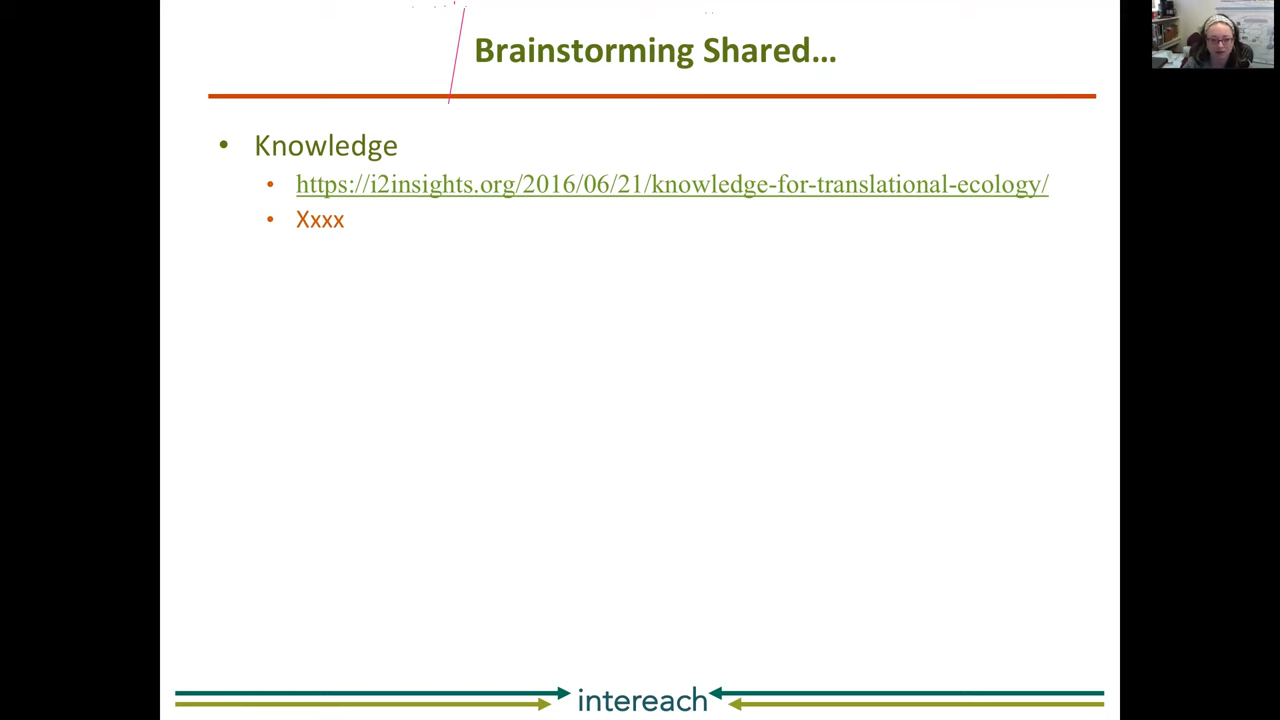 Brainstorming Shared…
• Knowledge
• https://i2insights.org/2016/06/21/knowledge-for-translational-ecology/
• Xxxx
intereach